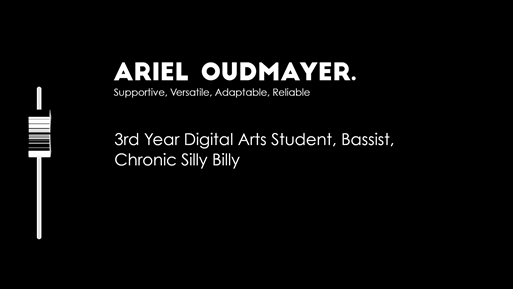 ARIEL OUDMAYER.
Supportive, Versatile, Adaptable, Reliable
3rd Year Digital Arts Student, Bassist,
Chronic Silly Billy